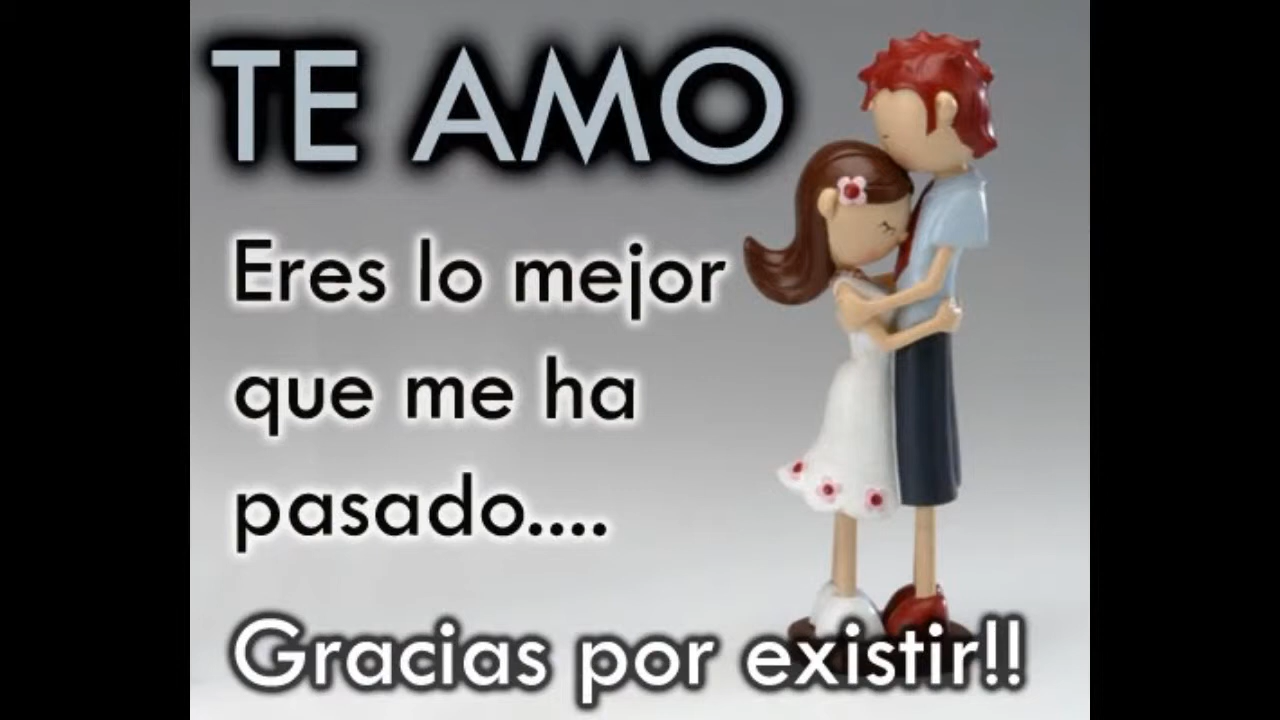 TE AMO
Eres lo mejor
que me ha
pasado....
Gracias por existir!!